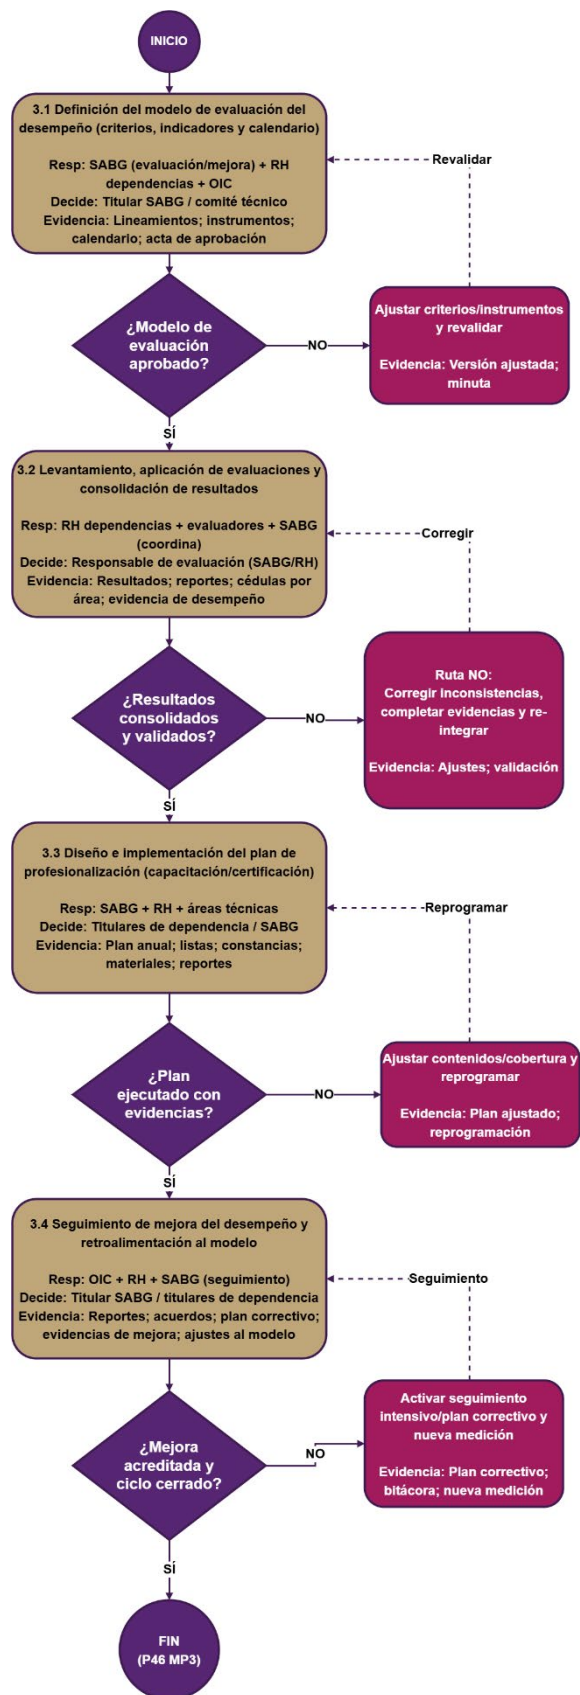 INICIO
3.1 Definición del modelo de evaluación del
desempeño (criterios, indicadores y calendario)
Resp: SABG (evaluación/mejora) + RH
dependencias + OIC
Decide: Titular SABG / comité técnico
Evidencia: Lineamientos; instrumentos;
calendario; acta de aprobación
Revalidar
¿Modelo de
evaluación
aprobado?
NO
Ajustar criterios/instrumentos
y revalidar
Evidencia: Versión ajustada;
minuta
SÍ
3.2 Levantamiento, aplicación de evaluaciones y
consolidación de resultados
Resp: RH dependencias + evaluadores + SABG
(coordina)
Decide: Responsable de evaluación (SABG/RH)
Evidencia: Resultados; reportes; cédulas por
área; evidencia de desempeño
Corregir
¿Resultados
consolidados
y validados?
NO
Ruta NO:
Corregir inconsistencias,
completar evidencias y re-
integrar
Evidencia: Ajustes; validación
SÍ
3.3 Diseño e implementación del plan de
profesionalización (capacitación/certificación)
Resp: SABG + RH + áreas técnicas
Decide: Titulares de dependencia / SABG
Evidencia: Plan anual; listas; constancias;
materiales; reportes
Reprogramar
¿Plan
ejecutado con
evidencias?
NO
Ajustar contenidos/cobertura y
reprogramar
Evidencia: Plan ajustado;
reprogramación
SÍ
3.4 Seguimiento de mejora del desempeño y
retroalimentación al modelo
Resp: OIC + RH + SABG (seguimiento)
Decide: Titular SABG / titulares de dependencia
Evidencia: Reportes; acuerdos; plan correctivo;
evidencias de mejora; ajustes al modelo
Seguimiento
¿Mejora
acreditada y
ciclo cerrado?
NO
Activar seguimiento
intensivo/plan correctivo y
nueva medición
Evidencia: Plan correctivo;
bitácora; nueva medición
SÍ
FIN
(P46 MP3)